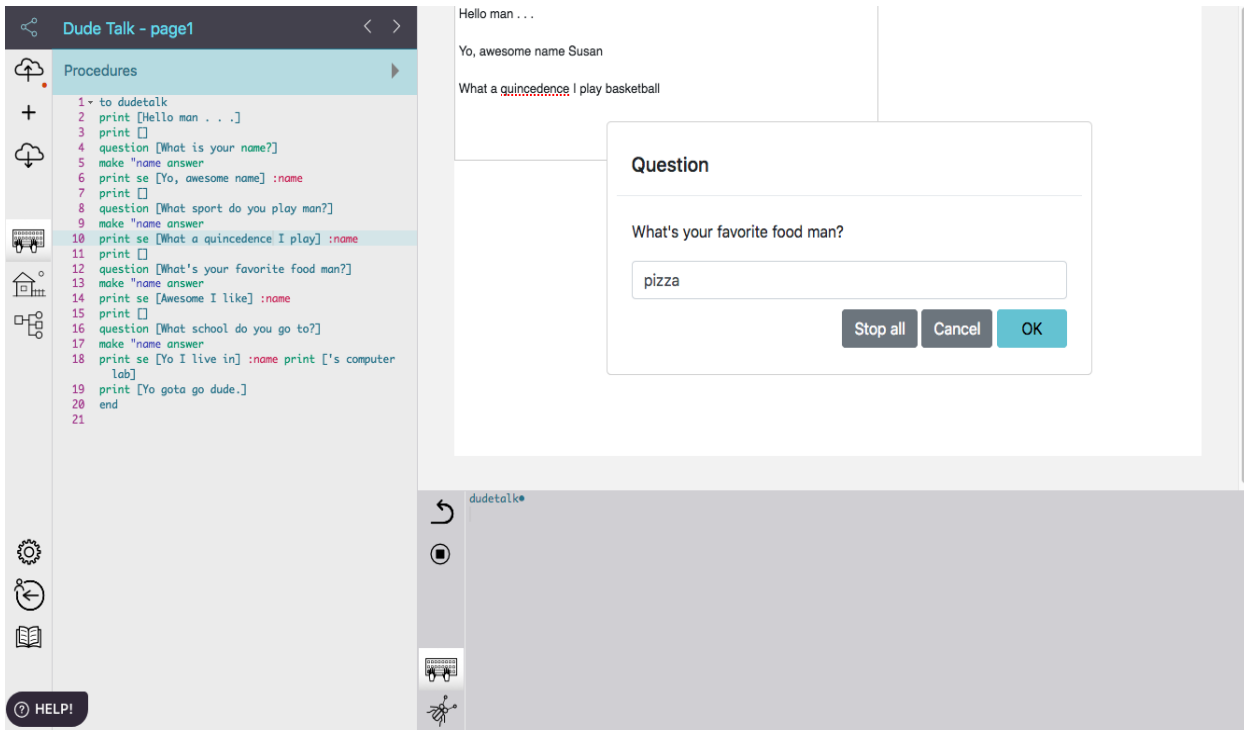 Dude Talk - page1
Procedures
1 to dudetalk
2 print [Hello man . . .]
3 print []
4 question [What is your name?]
5 make "name answer
6 print se [Yo, awesome name] :name
7 print []
8 question [What sport do you play man?]
9 make "name answer
10 print se [What a quincedence I play] :name
11 print []
12 question [What's your favorite food man?]
13 make "name answer
14 print se [Awesome I like] :name
15 print []
16 question [What school do you go to?]
17 make "name answer
18 print se [Yo I live in] :name print ['s computer
lab]
19 print [Yo gota go dude.]
20 end
21
HELP!
Hello man . . .
Yo, awesome name Susan
What a quincedence I play basketball
Question
What's your favorite food man?
pizza
Stop all Cancel OK
dudetalk